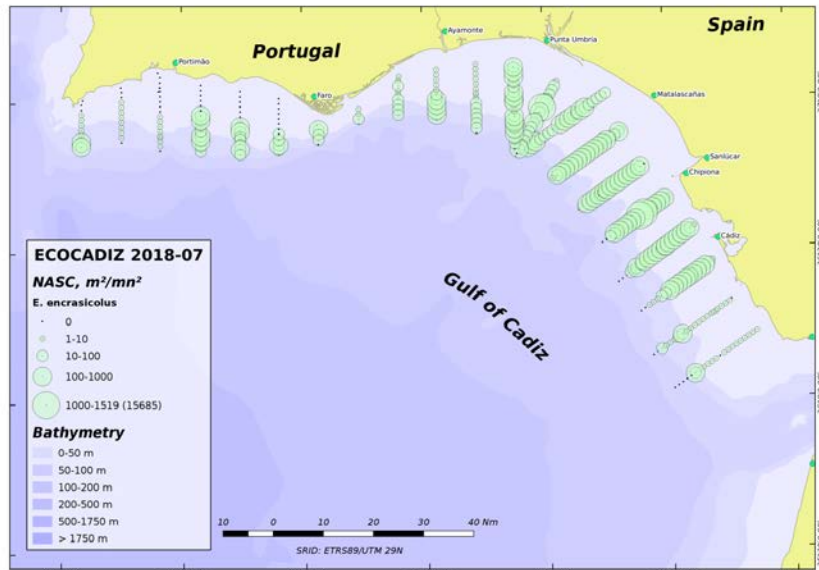 Spain
Ayamonte
Punta Umbría
Portugal
Portimão
Matalascañas
Faro
Sanlúcar
Chipiona
Cádiz
ECOCADIZ 2018-07
NASC, m²/mn²
E. encrasicolus
0
1-10
10-100
100-1000
1000-1519 (15685)
Bathymetry
0-50 m
50-100 m
100-200 m
200-500 m
500-1750 m
> 1750 m
Gulf of Cadiz
10 0 10 20 30 40 Nm
SRID: ETRS89/UTM 29N